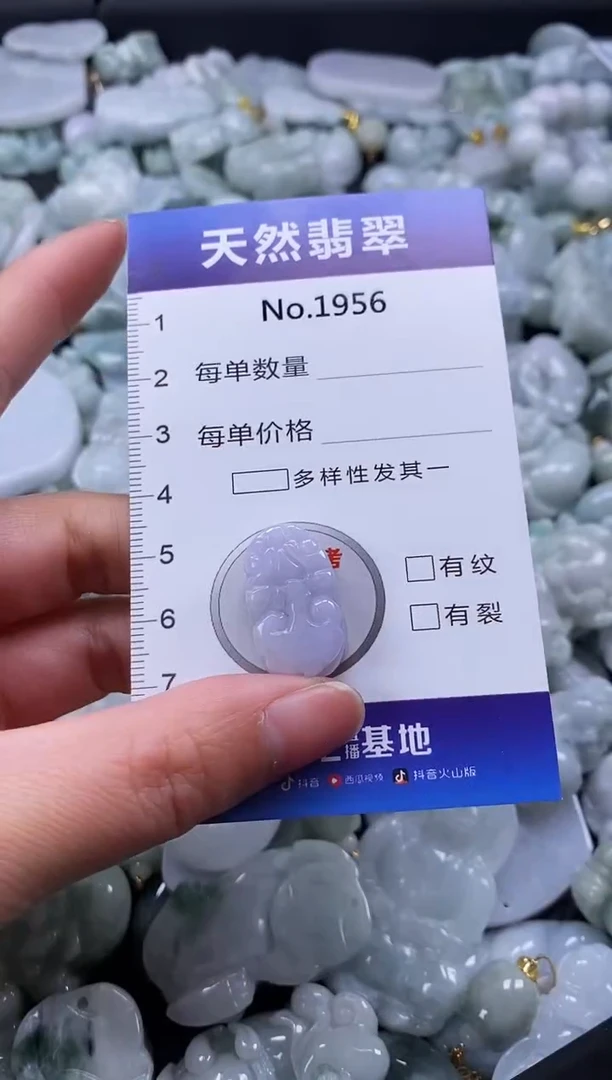 天然翡翠
No.1956
1
2 每单数量
3 每单价格
4 多样性发其一
5 考 有纹
6 有裂
7
播基地
抖音 西瓜视频 抖音火山版